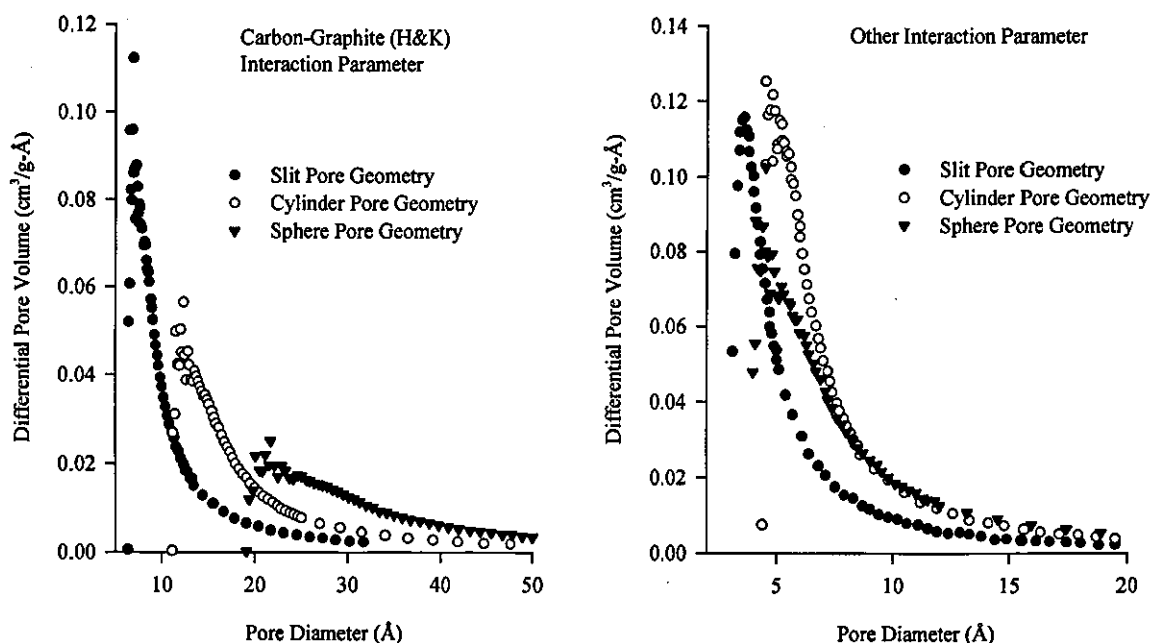 Differential Pore Volume (cm³/g-Å)
0.12
0.10
0.08
0.06
0.04
0.02
0.00
Carbon-Graphite (H&K)
Interaction Parameter
Slit Pore Geometry
Cylinder Pore Geometry
Sphere Pore Geometry
10
20
30
40
50
Pore Diameter (Å)
Differential Pore Volume (cm³/g-Å)
0.14
0.12
0.10
0.08
0.06
0.04
0.02
0.00
Other Interaction Parameter
Slit Pore Geometry
Cylinder Pore Geometry
Sphere Pore Geometry
5
10
15
20
Pore Diameter (Å)